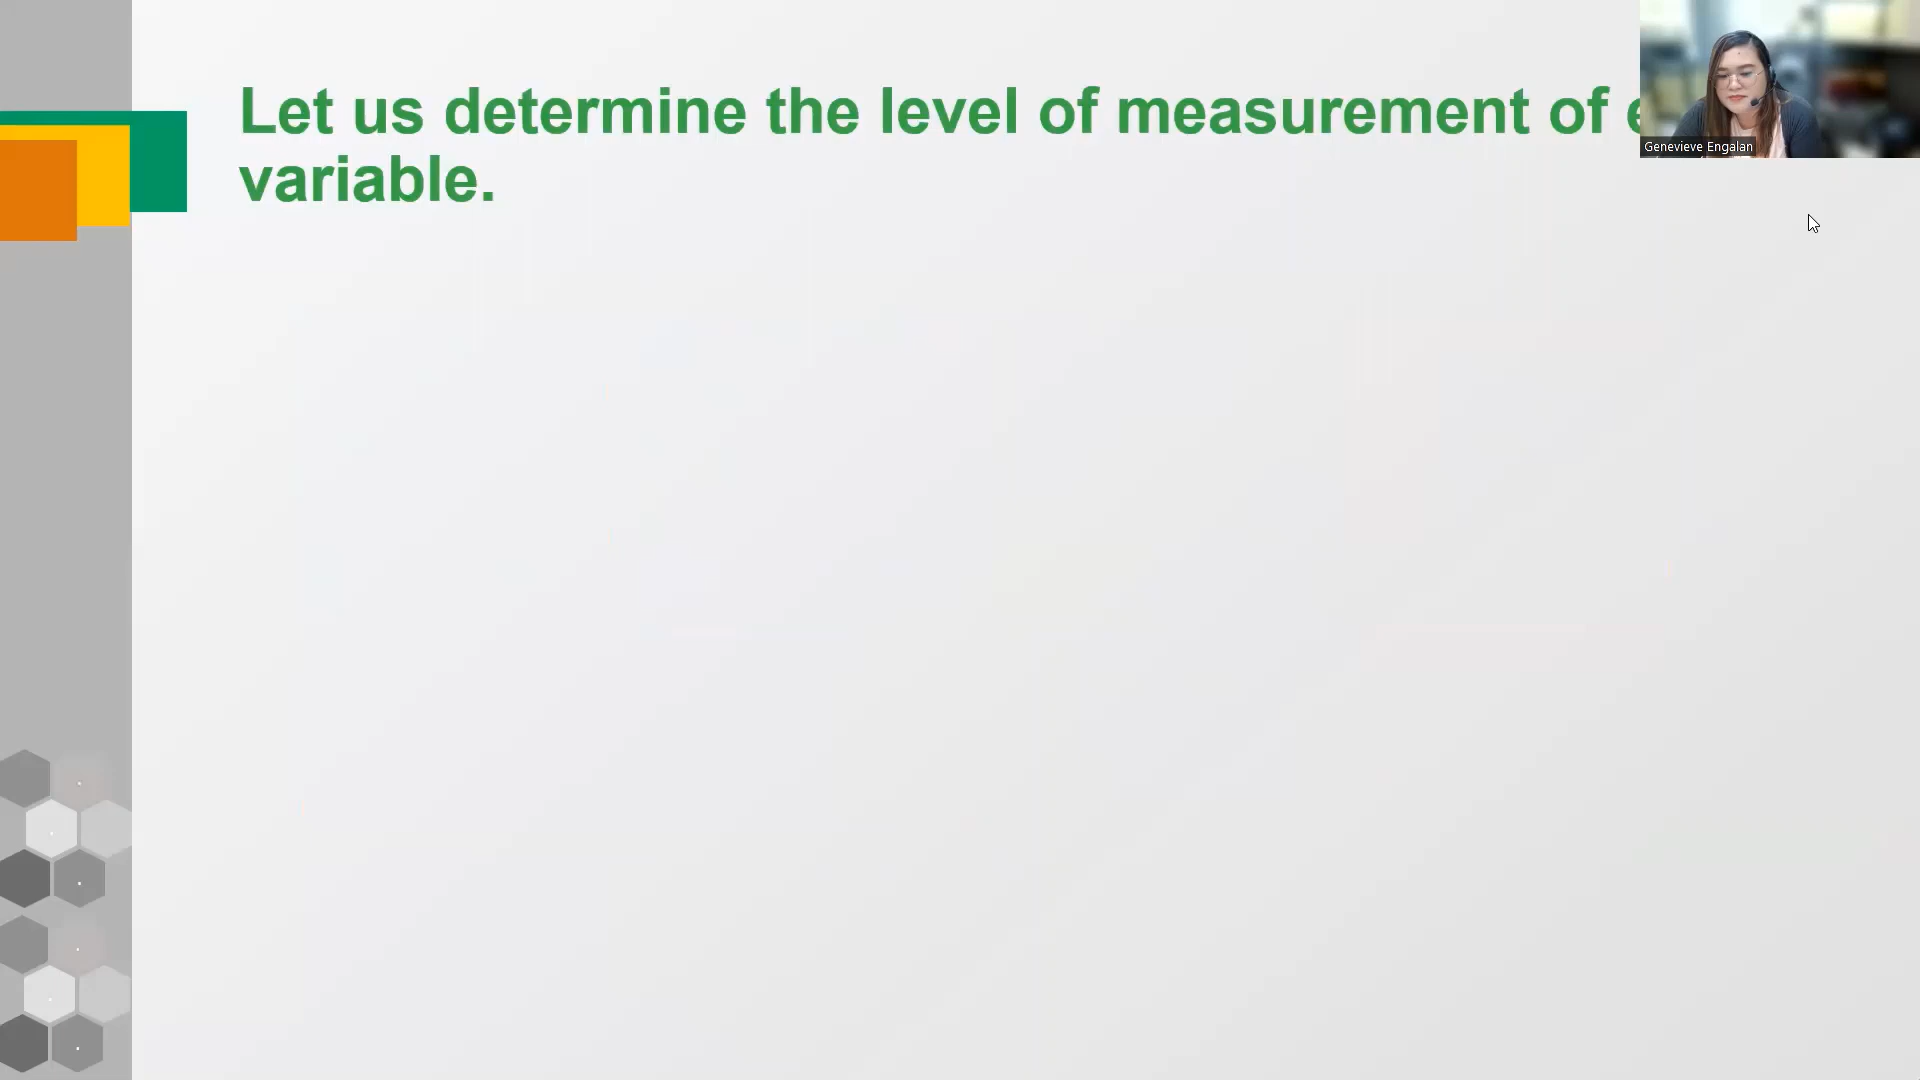 Let us determine the level of measurement of
variable.
Genevieve Engalan